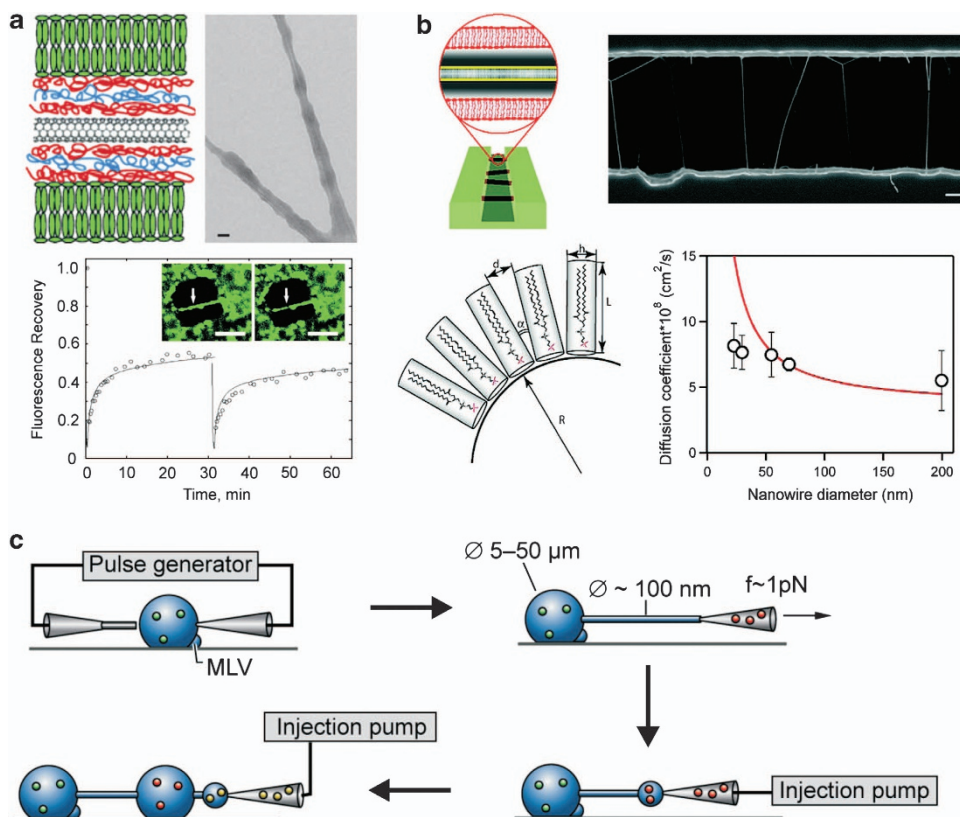 a
b
1.0
0.8
0.6
0.4
0.2
0
0 10 20 30 40 50 60
Fluorescence Recovery
Time, min
d
h
L
α
R
15
10
5
0
0 50 100 150 200
Diffusion coefficient*10⁸ (cm²/s)
Nanowire diameter (nm)
c
Pulse generator
MLV
∅ 5–50 µm
∅ ~ 100 nm
f~1pN
Injection pump
Injection pump